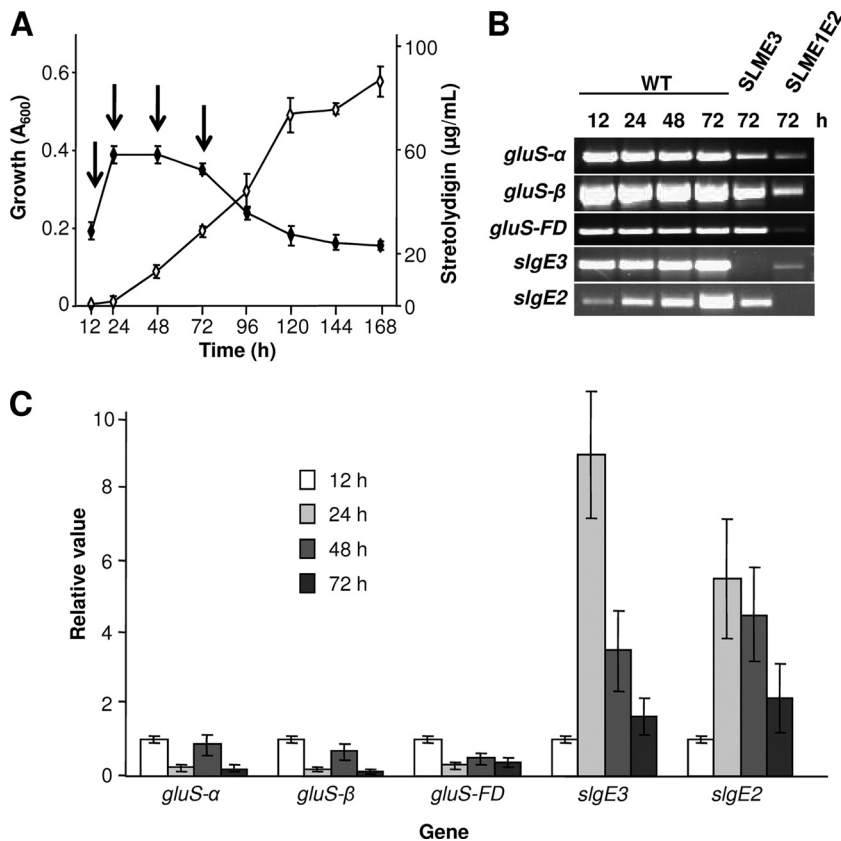 A
Growth (A600)
0.6
0.4
0.2
0
100
60
20
0
Stretolydigin (µg/mL)
12 24 48 72 96 120 144 168
Time (h)
B
WT
SLME3
SLME1E2
12 24 48 72 72 72 h
gluS-α
gluS-β
gluS-FD
slgE3
slgE2
C
Relative value
10
8
6
4
2
0
12 h
24 h
48 h
72 h
gluS-α gluS-β gluS-FD slgE3 slgE2
Gene